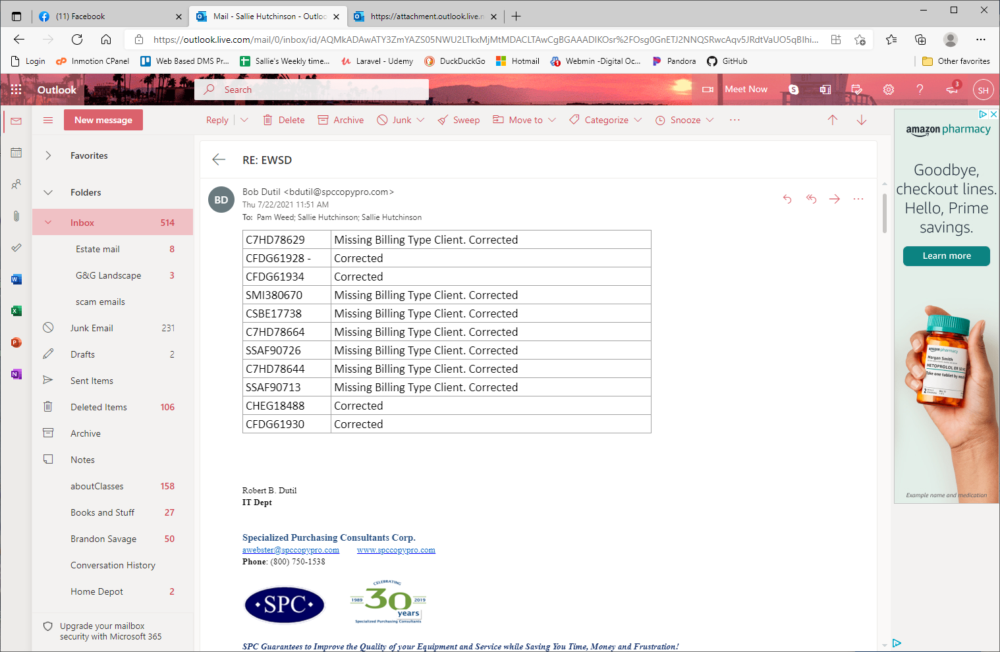 (11) Facebook
Mail - Sallie Hutchinson - Outloo
https://attachment.outlook.live.n
https://outlook.live.com/mail/0/inbox/id/AQMkADAwATY3ZmYAZS05NWU2LTkxMjMtMDACLTAwCgBGAAADIKOsr%2FOsg0GnETJ2NNQSRwcAqv5JRdtVaUO5qBIhi...
Login
Inmotion CPanel
Web Based DMS Pr...
Sallie's Weekly time...
Laravel - Udemy
DuckDuckGo
Hotmail
Webmin -Digital Oc...
Pandora
GitHub
Other favorites
Outlook
Search
Meet Now
3
SH
New message
Reply
Delete
Archive
Junk
Sweep
Move to
Categorize
Snooze
Favorites
Folders
Inbox 514
Estate mail 8
G&G Landscape 3
scam emails
Junk Email 231
Drafts 2
Sent Items
Deleted Items 106
Archive
Notes
aboutClasses 158
Books and Stuff 27
Brandon Savage 50
Conversation History
Home Depot 2
Upgrade your mailbox
security with Microsoft 365
RE: EWSD
BD
Bob Dutil <bdutil@spccopypro.com>
Thu 7/22/2021 11:51 AM
To: Pam Weed; Sallie Hutchinson; Sallie Hutchinson
C7HD78629 Missing Billing Type Client. Corrected
CFDG61928 - Corrected
CFDG61934 Corrected
SMI380670 Missing Billing Type Client. Corrected
CSBE17738 Missing Billing Type Client. Corrected
C7HD78664 Missing Billing Type Client. Corrected
SSAF90726 Missing Billing Type Client. Corrected
C7HD78644 Missing Billing Type Client. Corrected
SSAF90713 Missing Billing Type Client. Corrected
CHEG18488 Corrected
CFDG61930 Corrected
Robert B. Dutil
IT Dept
Specialized Purchasing Consultants Corp.
awebster@spccopypro.com www.spccopypro.com
Phone: (800) 750-1538
SPC
CELEBRATING
1989 30 2019
years
Specialized Purchasing Consultants
SPC Guarantees to Improve the Quality of your Equipment and Service while Saving You Time, Money and Frustration!
amazon pharmacy
Goodbye,
checkout lines.
Hello, Prime
savings.
Learn more
amazon pharmacy
Morgan Smith
METOPROLOL ER 50
Take one tablet by
2
Example name and medication